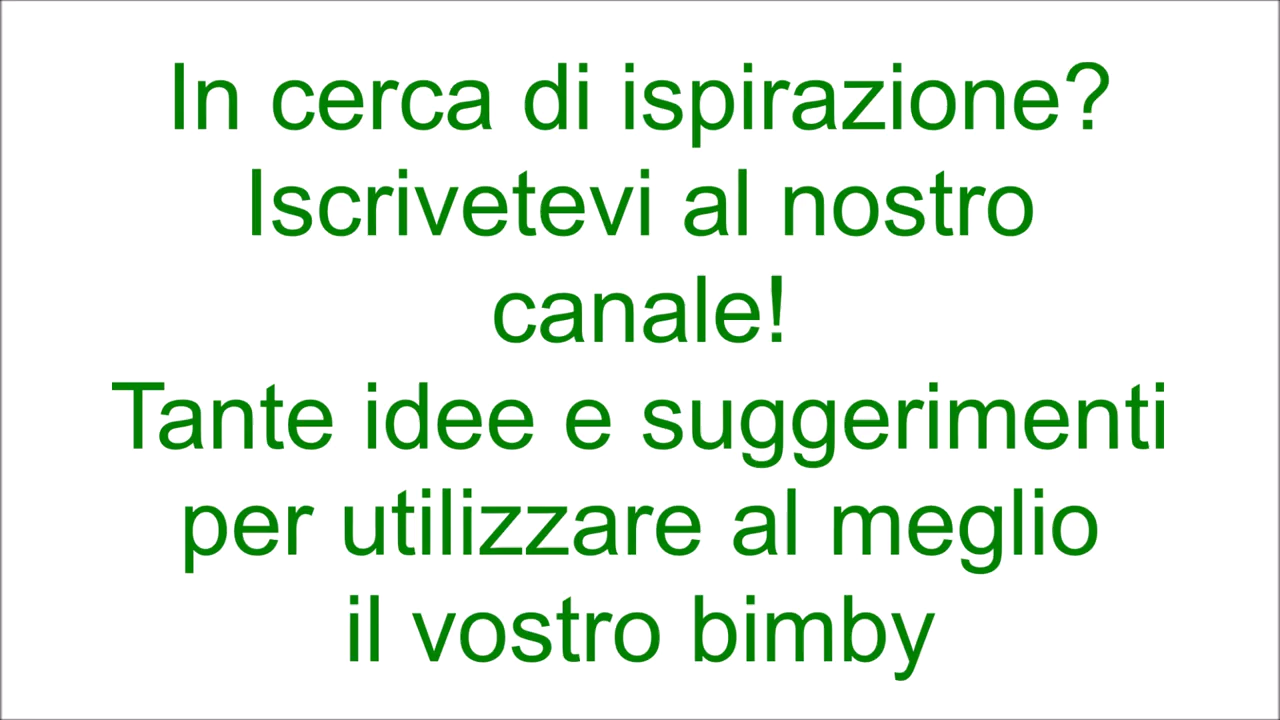 In cerca di ispirazione?
Iscrivetevi al nostro
canale!
Tante idee e suggerimenti
per utilizzare al meglio
il vostro bimby